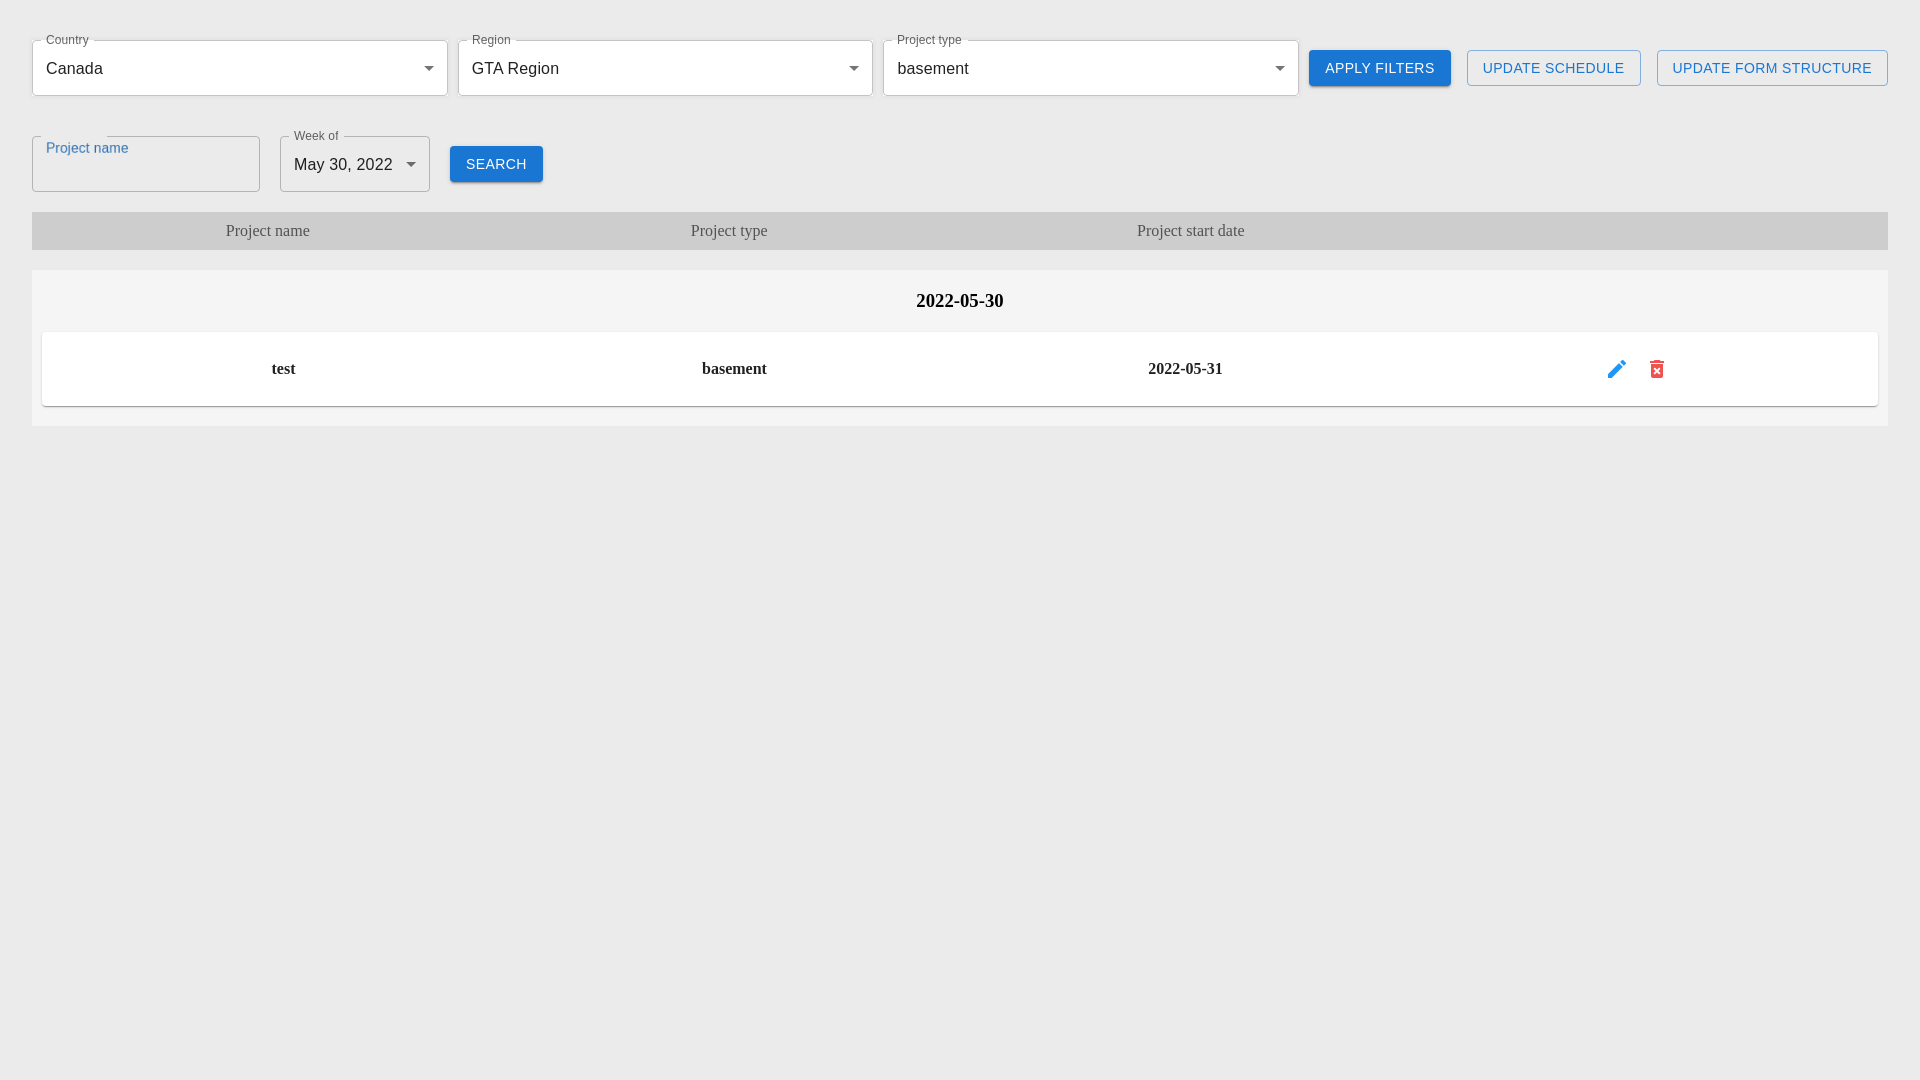 Country
Region
Project type
Canada
GTA Region
basement
APPLY FILTERS
UPDATE SCHEDULE
UPDATE FORM STRUCTURE
Project name
Week of
May 30, 2022
SEARCH
Project name
Project type
Project start date
2022-05-30
test
basement
2022-05-31